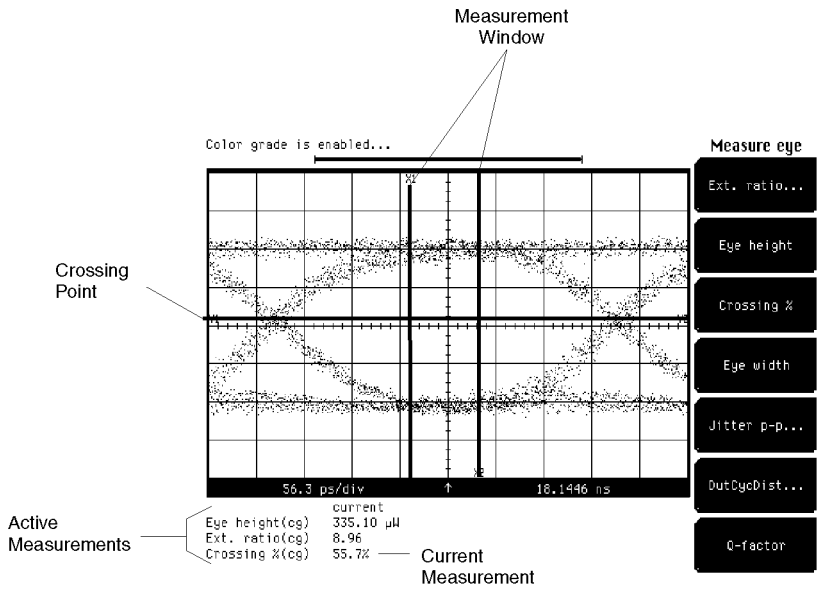 Measurement
Window
Color grade is enabled...
Measure eye
X1
Ext. ratio...
Eye height
Crossing
Point
Crossing %
Eye width
Jitter p-p...
DutCycDist...
56.3 ps/div
↑
18.1446 ns
Active
Measurements
current
Eye height(cg) 335.10 µW
Ext. ratio(cg) 8.96
Crossing %(cg) 55.7%
Current
Measurement
Q-factor